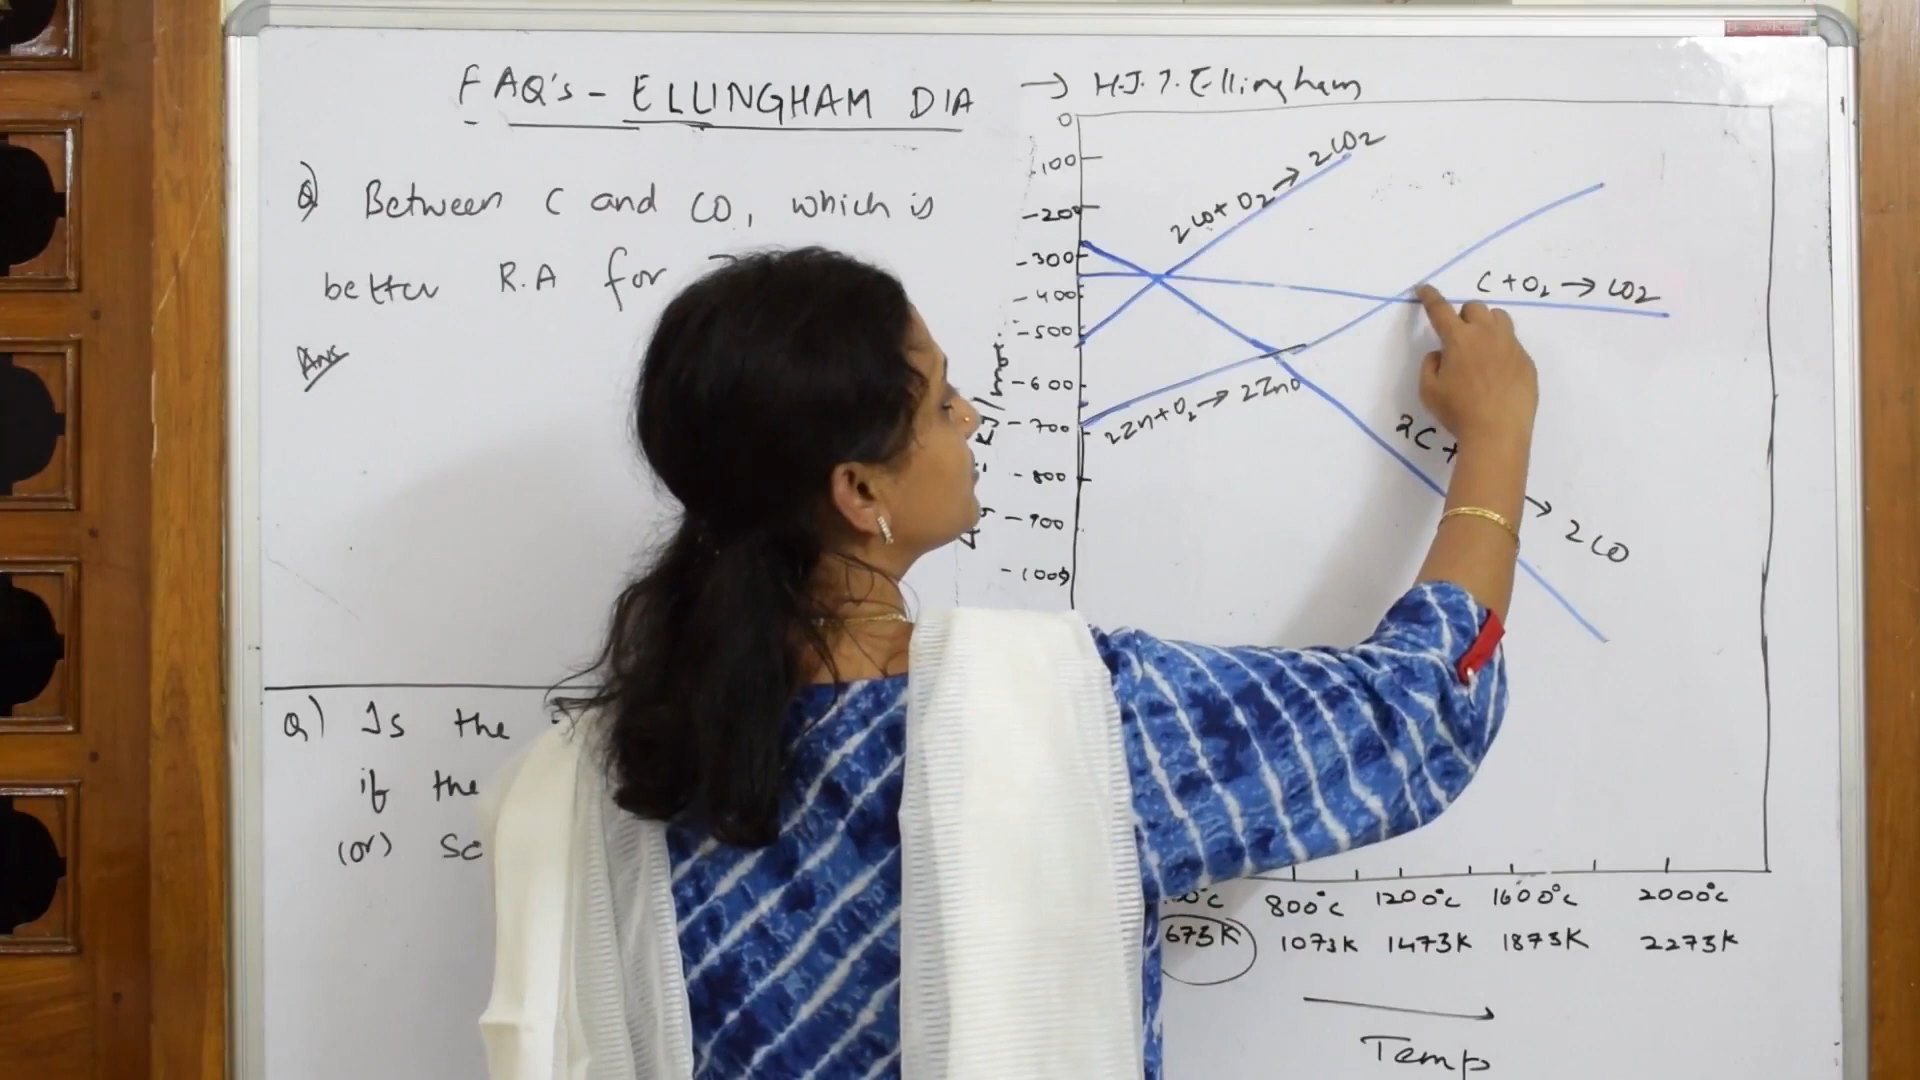 FAQ's - ELLINGHAM DIA → H.J.T. Ellingham
Q) Between C and CO, which is
better R.A for
Ans
Q) Is the
if the
(or) Sc
0
-100
-200
-300
-400
-500
-600
-700
-800
-900
-1000
KJ/mol
2CO + O2 → 2CO2
C + O2 → CO2
2Zn + O2 → 2ZnO
2C +
→ 2CO
800°C 1200°C 1600°C 2000°C
673K 1073K 1473K 1873K 2273K
Temp